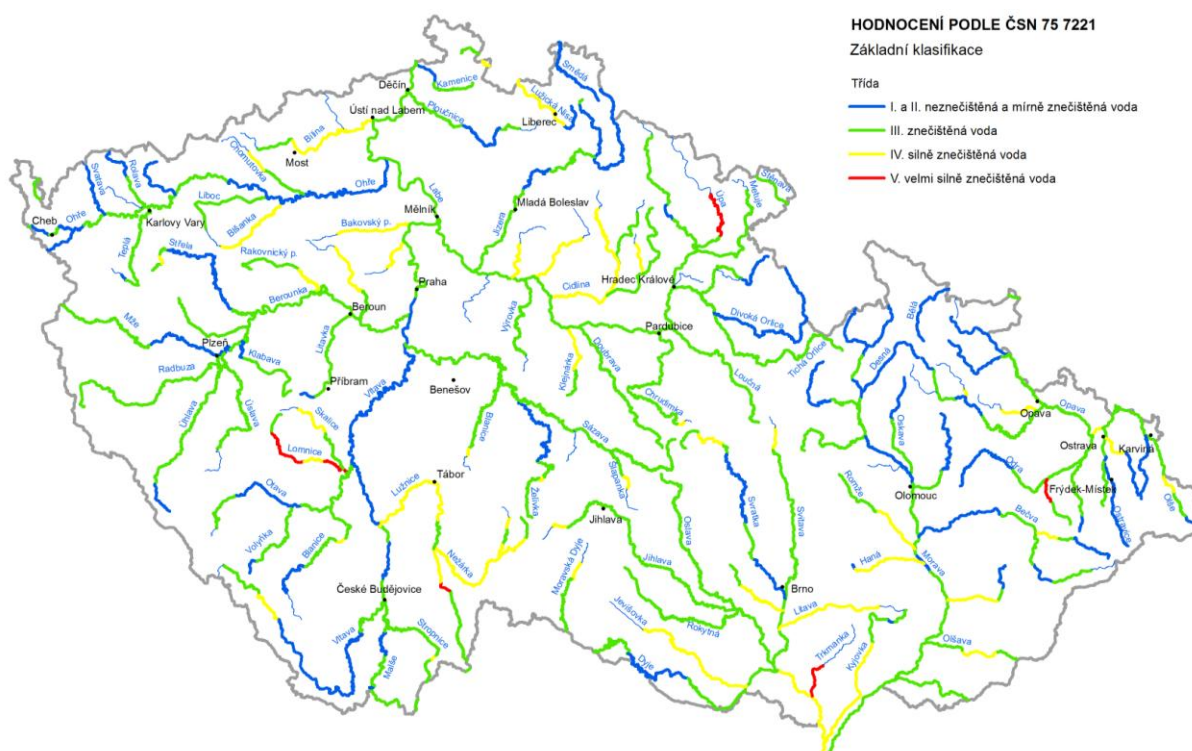 HODNOCENÍ PODLE ČSN 75 7221
Základní klasifikace
Třída
I. a II. neznečištěná a mírně znečištěná voda
III. znečištěná voda
IV. silně znečištěná voda
V. velmi silně znečištěná voda
Smědá
Děčín
Kamenice
Lužická Nisa
Ústí nad Labem
Ploučnice
Liberec
Bílina
Most
Chomutovka
Svatava
Rolava
Ohře
Liboc
Labe
Stěnava
Metuje
Úpa
Cheb
Ohře
Karlovy Vary
Mělník
Mladá Boleslav
Jizera
Blšanka
Bakovský p.
Teplá
Střela
Rakovnický p.
Praha
Cidlina
Hradec Králové
Berounka
Beroun
Výrovka
Divoká Orlice
Bělá
Mže
Pardubice
Plzeň
Klabava
Litavka
Klejnárka
Doubrava
Tichá Orlice
Desná
Radbuza
Příbram
Vltava
Benešov
Loučná
Chrudimka
Úhlava
Úslava
Skalice
Blanice
Sázava
Oskava
Opava
Opava
Lomnice
Ostrava
Karviná
Tábor
Lužnice
Želivka
Šlapanka
Otava
Jihlava
Svratka
Svitava
Romže
Olomouc
Odra
Frýdek-Místek
Olše
Ostravice
Bečva
Volyňka
Blanice
Nežárka
Oslava
Moravská Dyje
Jihlava
Haná
Morava
České Budějovice
Brno
Jevišovka
Rokytná
Litava
Vltava
Stropnice
Malše
Trkmanka
Kyjovka
Olšava
Dyje